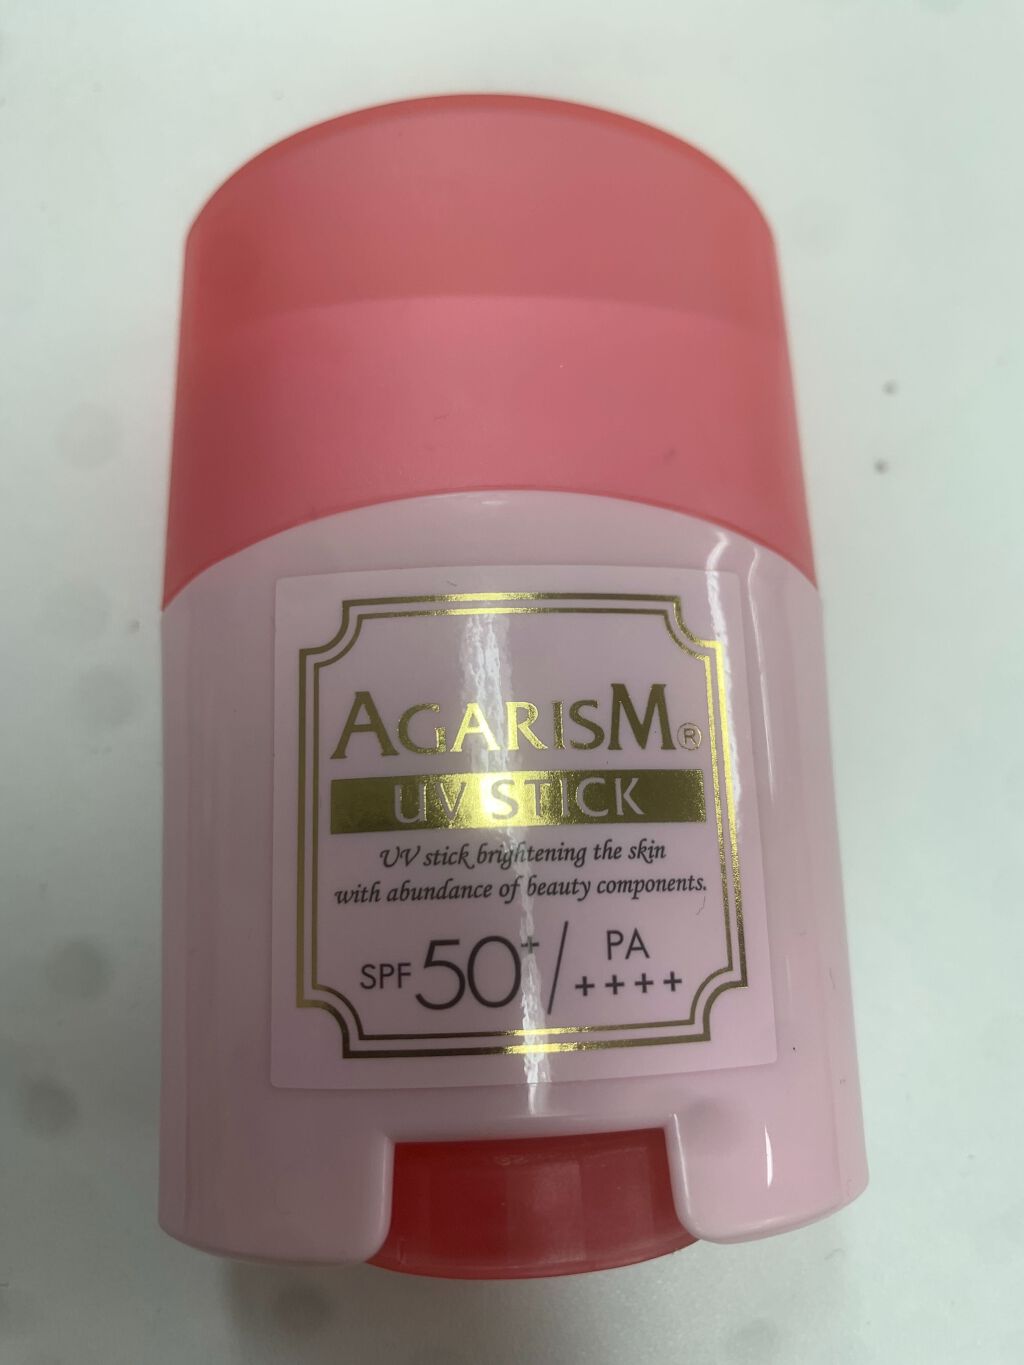 AGARISM®
UV STICK
UV stick brightening the skin
with abundance of beauty components.
SPF 50+ / PA
++++